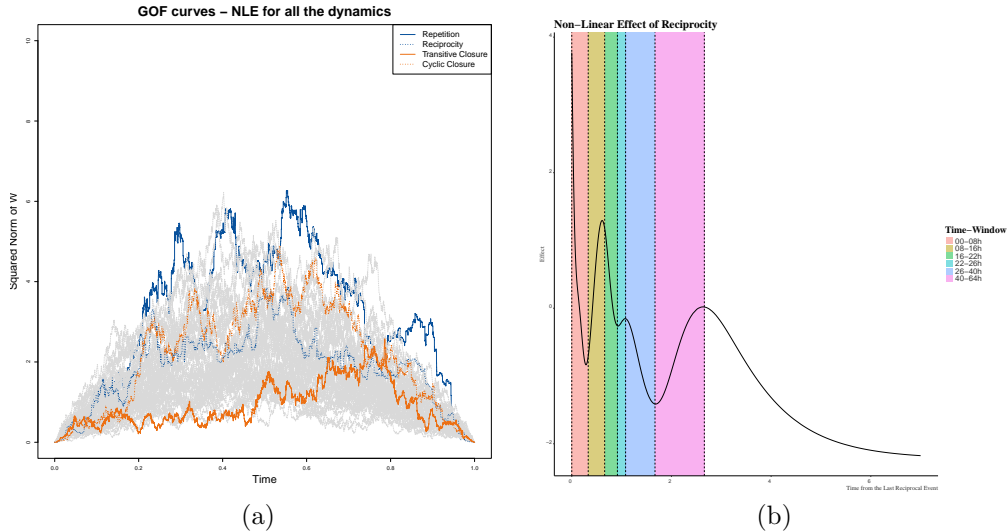 GOF curves – NLE for all the dynamics
Squared Norm of W
10
8
6
4
2
0
Repetition
Reciprocity
Transitive Closure
Cyclic Closure
0.0 0.2 0.4 0.6 0.8 1.0
Time
(a)
Non–Linear Effect of Reciprocity
Effect
4
2
0
−2
0 2 4 6
Time from the Last Reciprocal Event
Time–Window
00–08h
08–16h
16–22h
22–26h
26–40h
40–64h
(b)